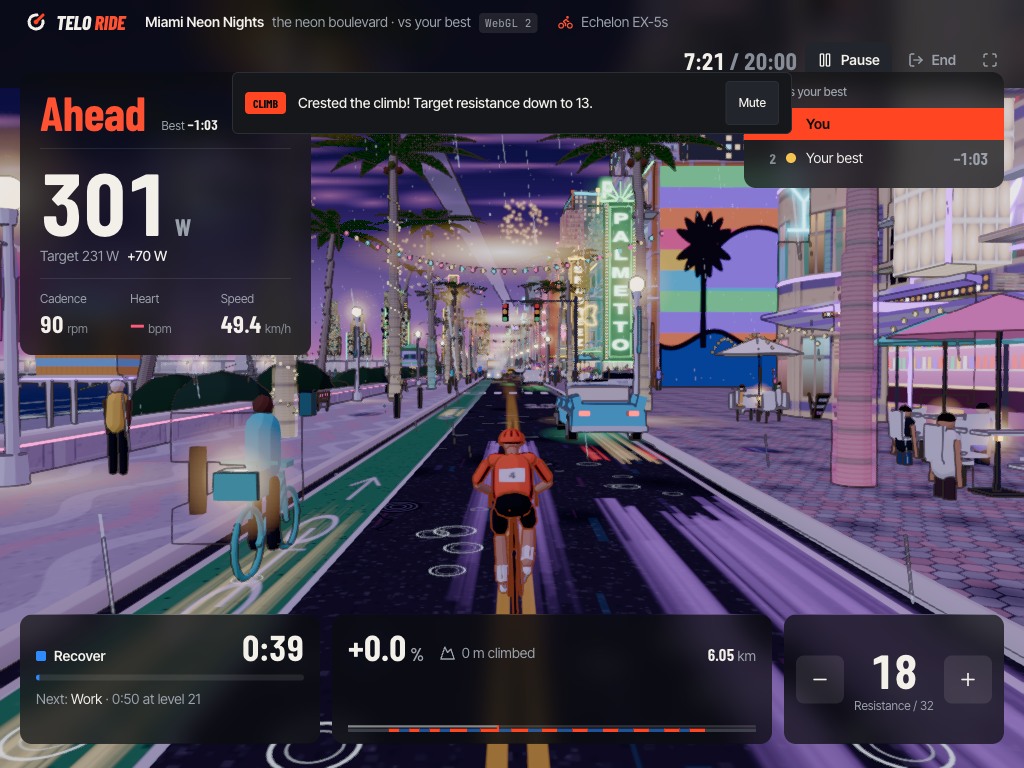 TELO RIDE Miami Neon Nights the neon boulevard · vs your best WebGL 2 Echelon EX-5s
7:21 / 20:00 Pause End
Ahead Best −1:03
CLIMB Crested the climb! Target resistance down to 13. Mute
s your best
You
2 Your best −1:03
301 W
Target 231 W +70 W
Cadence Heart Speed
90 rpm — bpm 49.4 km/h
PALMETTO
4
Recover 0:39
Next: Work · 0:50 at level 21
+0.0 % 0 m climbed 6.05 km
− 18 +
Resistance / 32